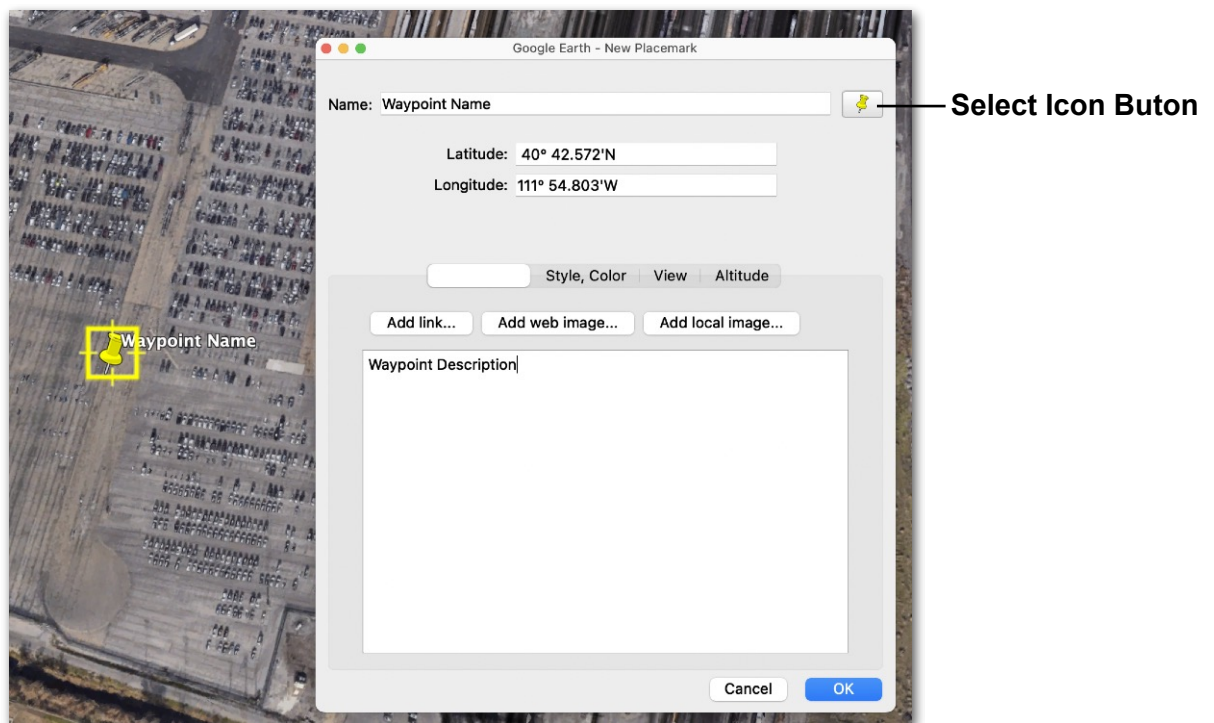 Google Earth - New Placemark
Name: Waypoint Name
Select Icon Buton
Latitude: 40° 42.572'N
Longitude: 111° 54.803'W
Style, Color View Altitude
Add link... Add web image... Add local image...
Waypoint Name
Waypoint Description
Cancel OK